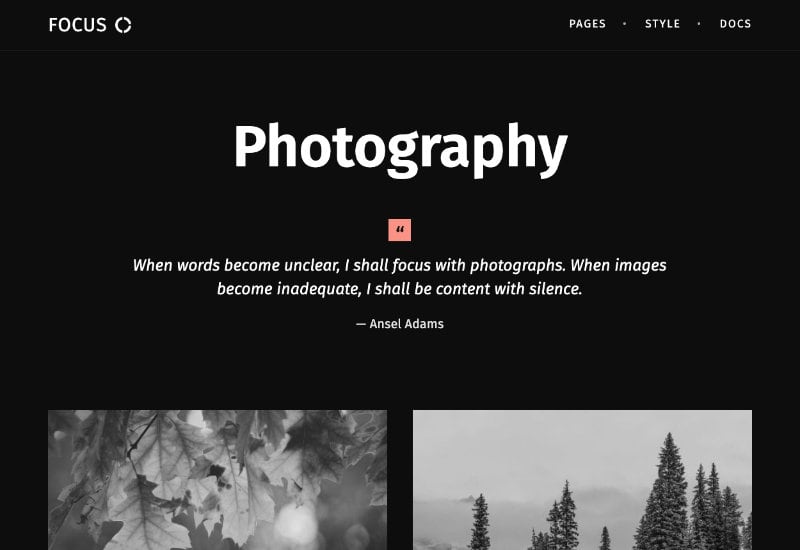 FOCUS
PAGES • STYLE • DOCS
Photography
“
When words become unclear, I shall focus with photographs. When images
become inadequate, I shall be content with silence.
— Ansel Adams